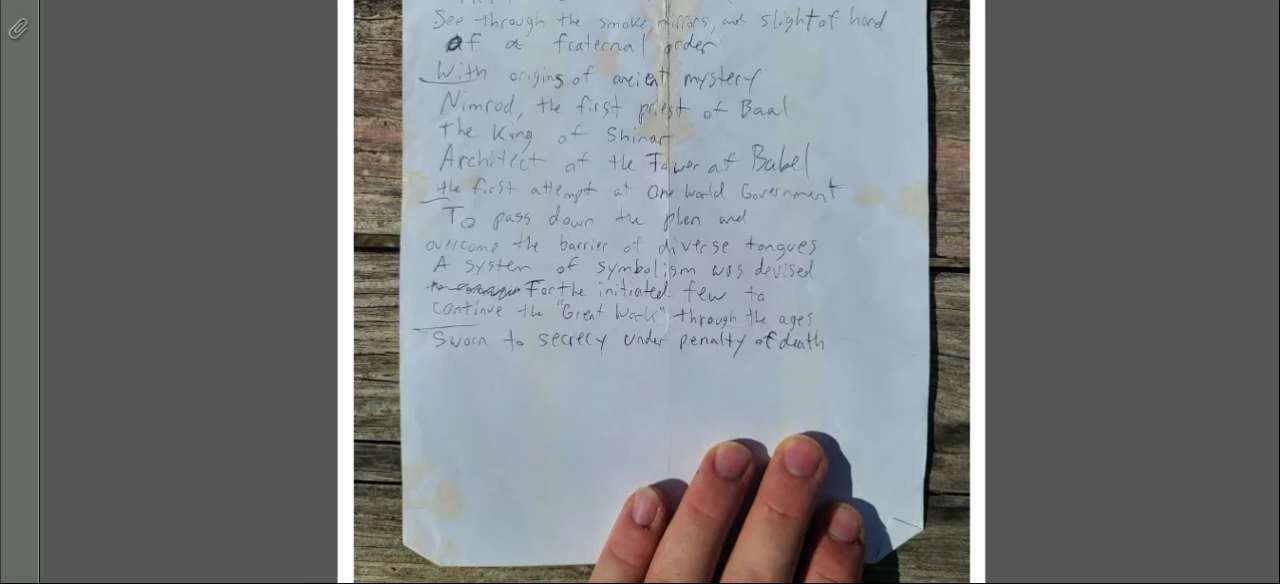 See through the smoke, mirrors, and slight of hand
of a fraternal order
With origins of ancient mystery
Nimrod, the first priest of Baal
the King of Shinar
Architect of the Tower of Babel
the first attempt at One World Government
To pass down the plan and
overcome the barrier of diverse tongues
A system of symbolism was devised
For the initiated few to
continue the "Great Work" through the ages
Sworn to secrecy under penalty of death